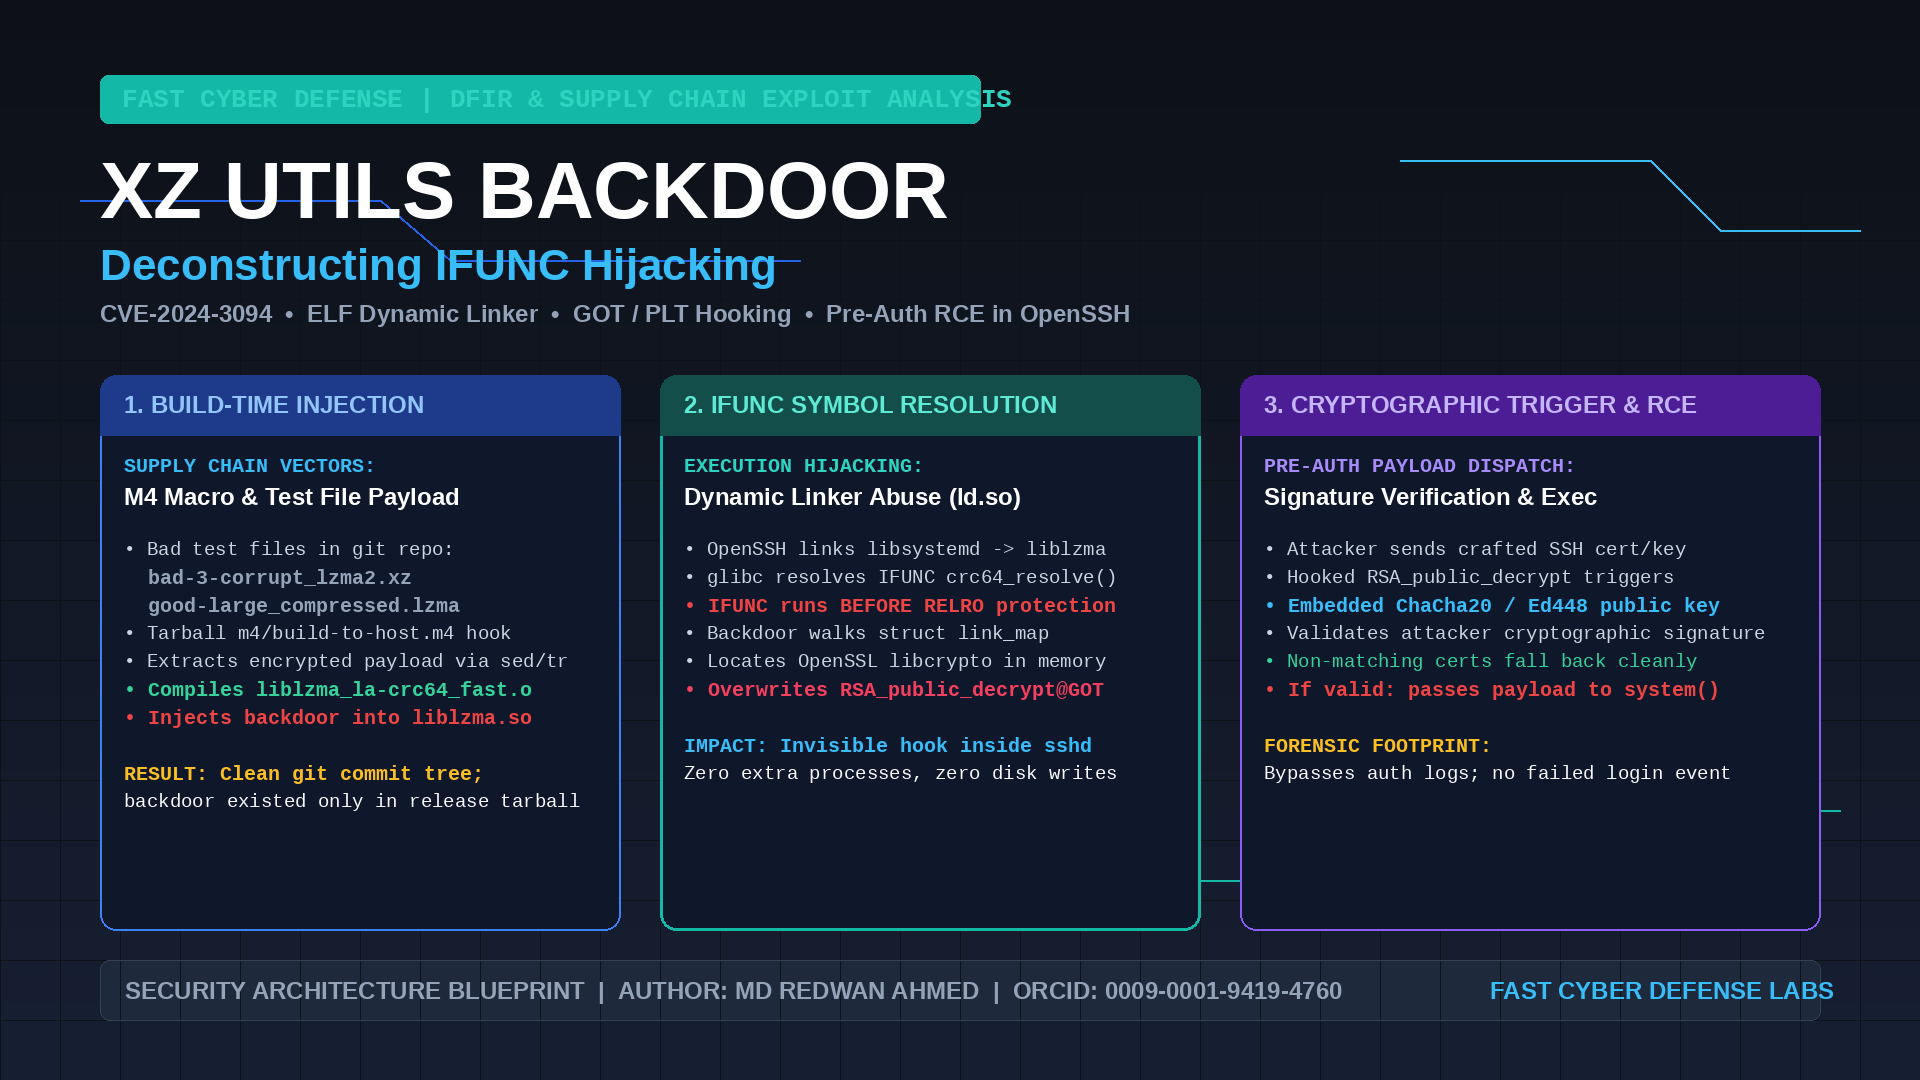 FAST CYBER DEFENSE | DFIR & SUPPLY CHAIN EXPLOIT ANALYSIS
XZ UTILS BACKDOOR
Deconstructing IFUNC Hijacking
CVE-2024-3094 • ELF Dynamic Linker • GOT / PLT Hooking • Pre-Auth RCE in OpenSSH
1. BUILD-TIME INJECTION
SUPPLY CHAIN VECTORS:
M4 Macro & Test File Payload
• Bad test files in git repo:
bad-3-corrupt_lzma2.xz
good-large_compressed.lzma
• Tarball m4/build-to-host.m4 hook
• Extracts encrypted payload via sed/tr
• Compiles liblzma_la-crc64_fast.o
• Injects backdoor into liblzma.so
RESULT: Clean git commit tree;
backdoor existed only in release tarball
2. IFUNC SYMBOL RESOLUTION
EXECUTION HIJACKING:
Dynamic Linker Abuse (ld.so)
• OpenSSH links libsystemd -> liblzma
• glibc resolves IFUNC crc64_resolve()
• IFUNC runs BEFORE RELRO protection
• Backdoor walks struct link_map
• Locates OpenSSL libcrypto in memory
• Overwrites RSA_public_decrypt@GOT
IMPACT: Invisible hook inside sshd
Zero extra processes, zero disk writes
3. CRYPTOGRAPHIC TRIGGER & RCE
PRE-AUTH PAYLOAD DISPATCH:
Signature Verification & Exec
• Attacker sends crafted SSH cert/key
• Hooked RSA_public_decrypt triggers
• Embedded ChaCha20 / Ed448 public key
• Validates attacker cryptographic signature
• Non-matching certs fall back cleanly
• If valid: passes payload to system()
FORENSIC FOOTPRINT:
Bypasses auth logs; no failed login event
SECURITY ARCHITECTURE BLUEPRINT | AUTHOR: MD REDWAN AHMED | ORCID: 0009-0001-9419-4760
FAST CYBER DEFENSE LABS